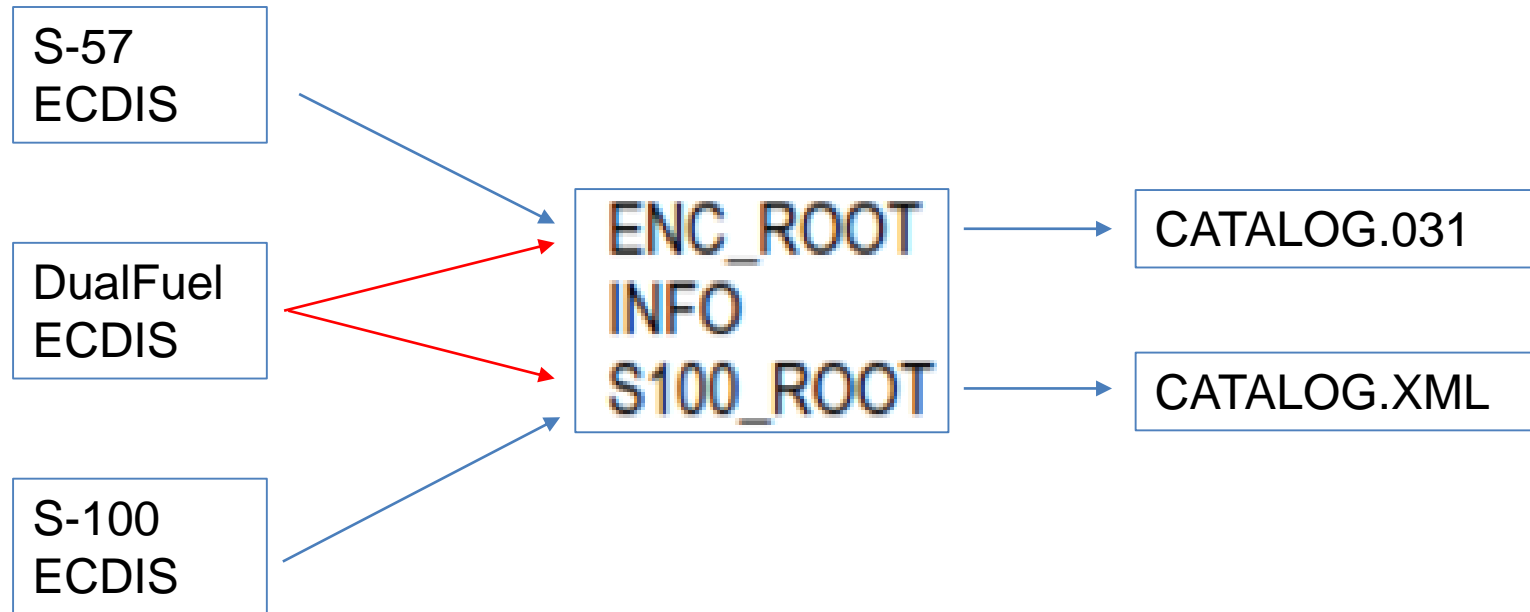 S-57
ECDIS
DualFuel
ECDIS
S-100
ECDIS
ENC_ROOT
INFO
S100_ROOT
CATALOG.031
CATALOG.XML